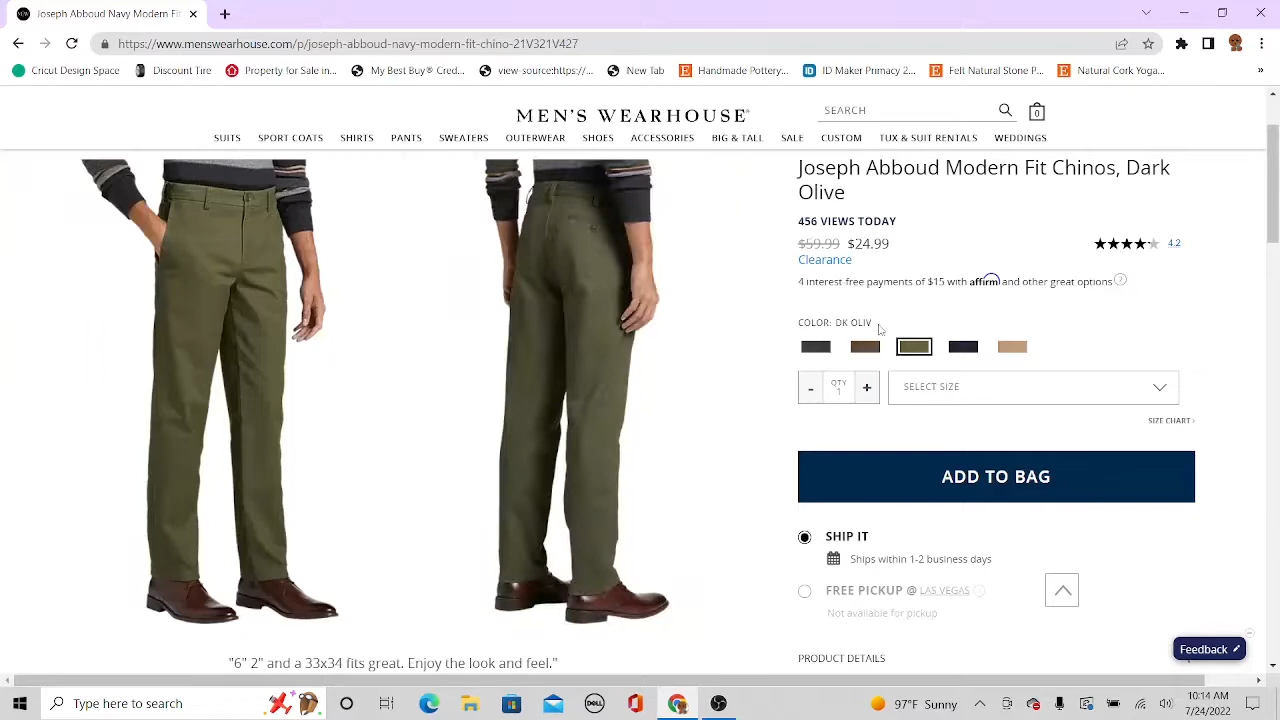 Joseph Abboud Navy Modern Fit
https://www.menswearhouse.com/p/joseph-abboud-navy-modern-fit-chino-21V321V427
Cricut Design Space Discount Tire Property for Sale in... My Best Buy® Cred... view-source:https://... New Tab Handmade Pottery... ID Maker Primacy 2... Felt Natural Stone P... Natural Cork Yoga... »
MEN'S WEARHOUSE®
SEARCH
0
SUITS SPORT COATS SHIRTS PANTS SWEATERS OUTERWEAR SHOES ACCESSORIES BIG & TALL SALE CUSTOM TUX & SUIT RENTALS WEDDINGS
Joseph Abboud Modern Fit Chinos, Dark
Olive
456 VIEWS TODAY
$59.99 $24.99
4.2
Clearance
4 interest-free payments of $15 with affirm and other great options ?
COLOR: DK OLIV
- QTY 1 + SELECT SIZE
SIZE CHART ›
ADD TO BAG
SHIP IT
Ships within 1-2 business days
FREE PICKUP @ LAS VEGAS
Not available for pickup
"6" 2" and a 33x34 fits great. Enjoy the look and feel."
Feedback
PRODUCT DETAILS
Type here to search
DELL
97°F Sunny
10:14 AM
7/24/2022